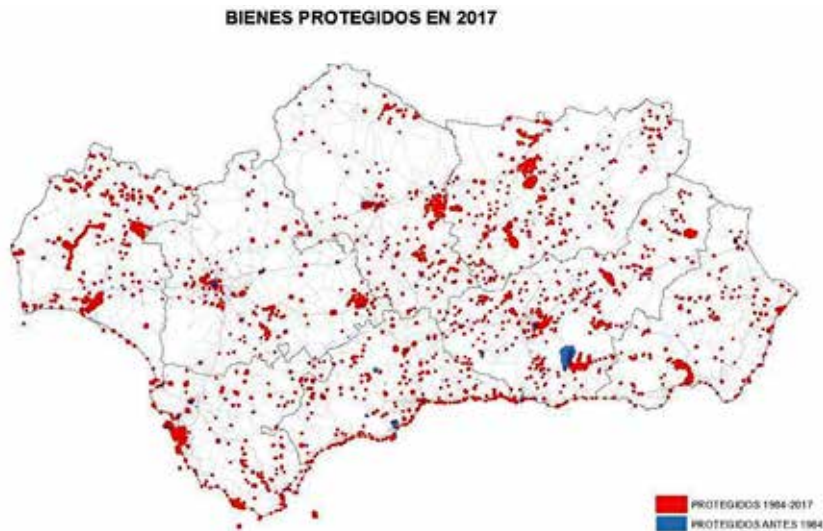 BIENES PROTEGIDOS EN 2017
PROTEGIDOS 1984-2017
PROTEGIDOS ANTES 1984